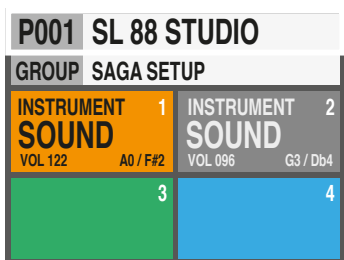 P001 SL 88 STUDIO
GROUP SAGA SETUP
INSTRUMENT 1
SOUND
VOL 122 A0 / F#2
INSTRUMENT 2
SOUND
VOL 096 G3 / Db4
3
4